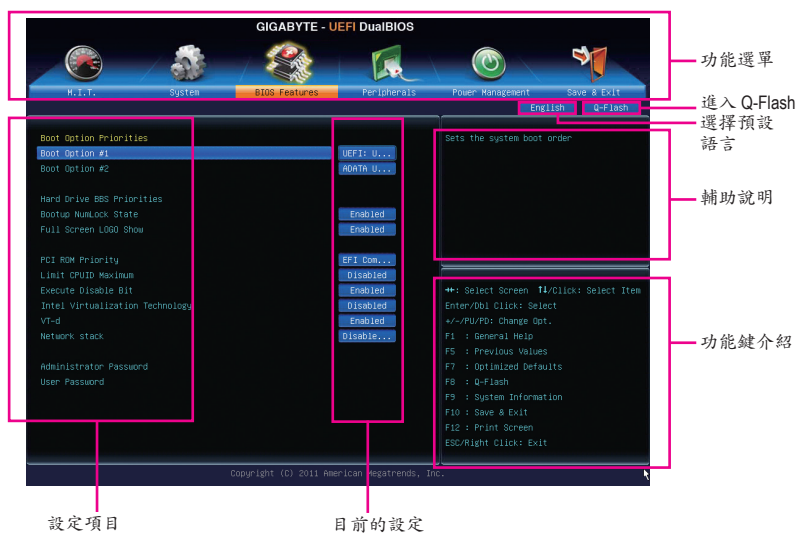 GIGABYTE - UEFI DualBIOS
M.I.T.
System
BIOS Features
Peripherals
Power Management
Save & Exit
English
Q-Flash
Boot Option Priorities
Boot Option #1
UEFI: U...
Boot Option #2
ADATA U...
Hard Drive BBS Priorities
Bootup NumLock State
Enabled
Full Screen LOGO Show
Enabled
PCI ROM Priority
EFI Com...
Limit CPUID Maximum
Disabled
Execute Disable Bit
Enabled
Intel Virtualization Technology
Disabled
VT-d
Enabled
Network stack
Disable...
Administrator Password
User Password
Sets the system boot order
↔: Select Screen ↑↓/Click: Select Item
Enter/Dbl Click: Select
+/-/PU/PD: Change Opt.
F1 : General Help
F5 : Previous Values
F7 : Optimized Defaults
F8 : Q-Flash
F9 : System Information
F10 : Save & Exit
F12 : Print Screen
ESC/Right Click: Exit
Copyright (C) 2011 American Megatrends, Inc.
功能選單
進入 Q-Flash
選擇預設
語言
輔助說明
功能鍵介紹
設定項目
目前的設定